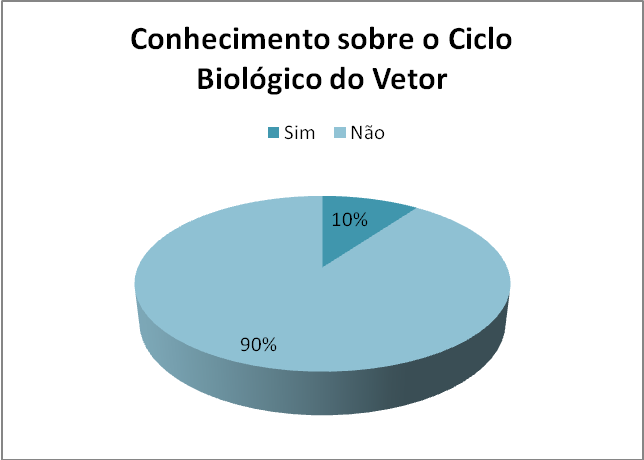 Conhecimento sobre o Ciclo
Biológico do Vetor
Sim Não
10%
90%